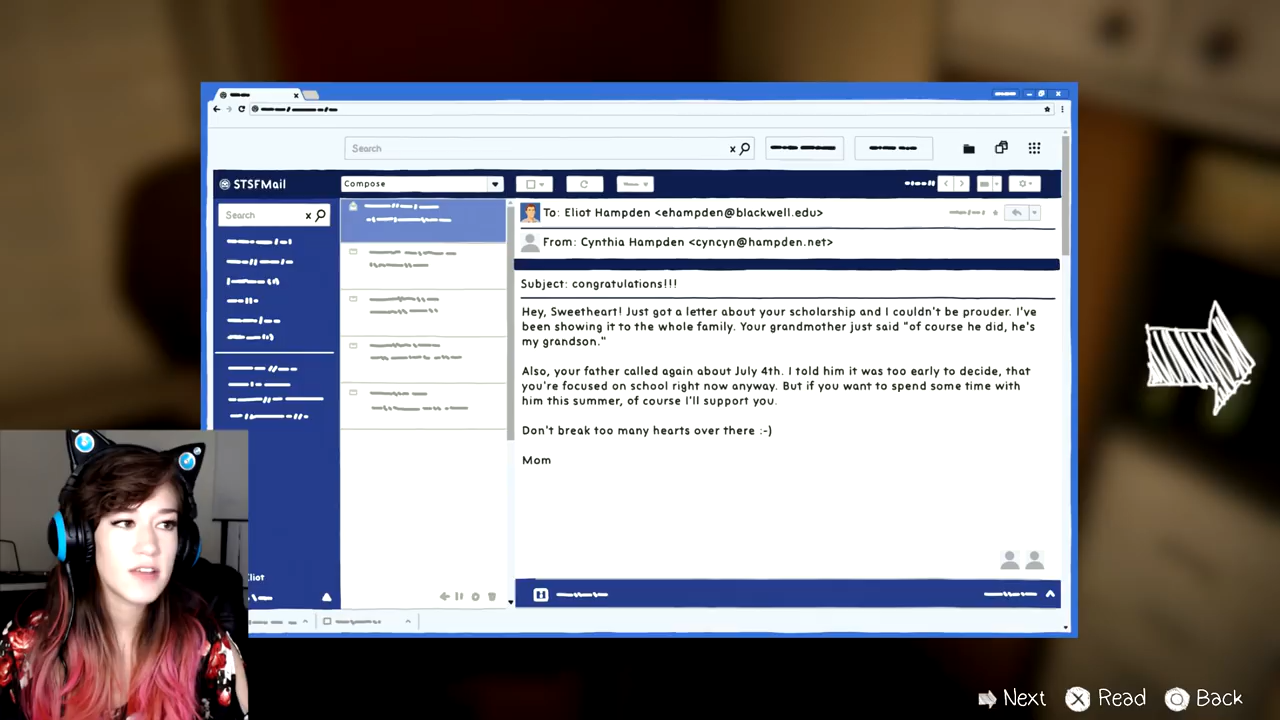 Search
STSFMail
Compose
Search
To: Eliot Hampden <ehampden@blackwell.edu>
From: Cynthia Hampden <cyncyn@hampden.net>
Subject: congratulations!!!
Hey, Sweetheart! Just got a letter about your scholarship and I couldn't be prouder. I've
been showing it to the whole family. Your grandmother just said "of course he did, he's
my grandson."
Also, your father called again about July 4th. I told him it was too early to decide, that
you're focused on school right now anyway. But if you want to spend some time with
him this summer, of course I'll support you.
Don't break too many hearts over there :-)
Mom
Next
Read
Back